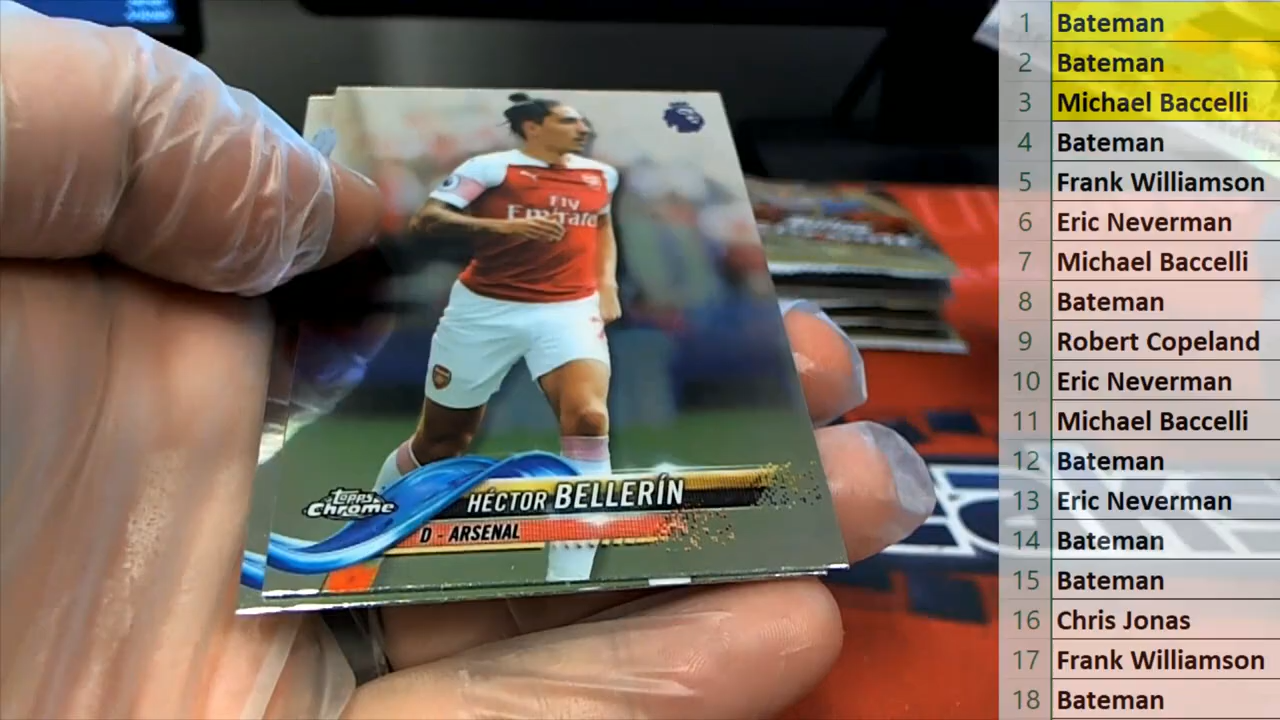 Fly
Emirates
Topps
Chrome
HÉCTOR BELLERÍN
D - ARSENAL
1 Bateman
2 Bateman
3 Michael Baccelli
4 Bateman
5 Frank Williamson
6 Eric Neverman
7 Michael Baccelli
8 Bateman
9 Robert Copeland
10 Eric Neverman
11 Michael Baccelli
12 Bateman
13 Eric Neverman
14 Bateman
15 Bateman
16 Chris Jonas
17 Frank Williamson
18 Bateman